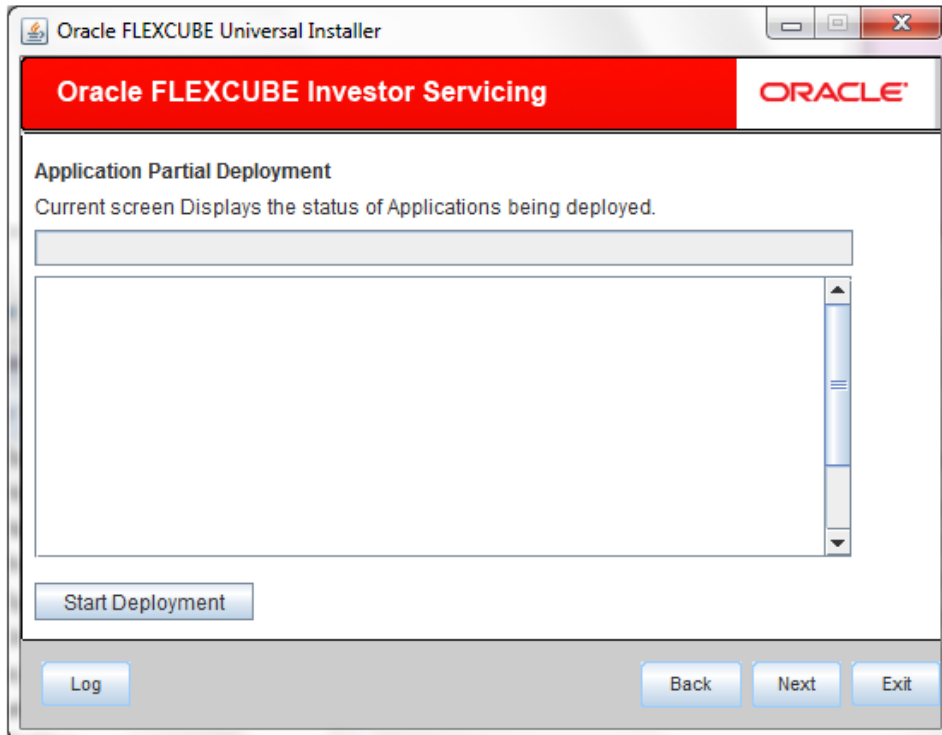 Oracle FLEXCUBE Universal Installer
Oracle FLEXCUBE Investor Servicing
ORACLE
Application Partial Deployment
Current screen Displays the status of Applications being deployed.
Start Deployment
Log Back Next Exit